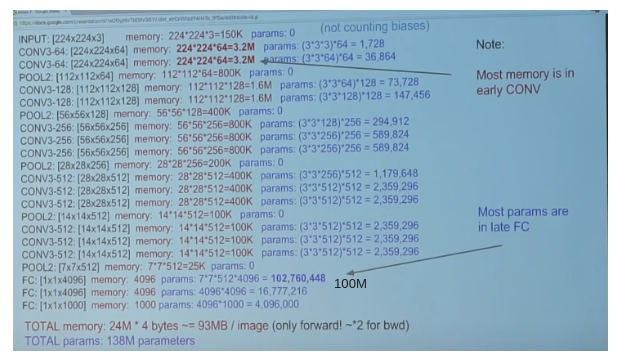 (not counting biases)
INPUT: [224x224x3] memory: 224*224*3=150K params: 0
CONV3-64: [224x224x64] memory: 224*224*64=3.2M params: (3*3*3)*64 = 1,728
CONV3-64: [224x224x64] memory: 224*224*64=3.2M params: (3*3*64)*64 = 36,864
POOL2: [112x112x64] memory: 112*112*64=800K params: 0
CONV3-128: [112x112x128] memory: 112*112*128=1.6M params: (3*3*64)*128 = 73,728
CONV3-128: [112x112x128] memory: 112*112*128=1.6M params: (3*3*128)*128 = 147,456
POOL2: [56x56x128] memory: 56*56*128=400K params: 0
CONV3-256: [56x56x256] memory: 56*56*256=800K params: (3*3*128)*256 = 294,912
CONV3-256: [56x56x256] memory: 56*56*256=800K params: (3*3*256)*256 = 589,824
CONV3-256: [56x56x256] memory: 56*56*256=800K params: (3*3*256)*256 = 589,824
POOL2: [28x28x256] memory: 28*28*256=200K params: 0
CONV3-512: [28x28x512] memory: 28*28*512=400K params: (3*3*256)*512 = 1,179,648
CONV3-512: [28x28x512] memory: 28*28*512=400K params: (3*3*512)*512 = 2,359,296
CONV3-512: [28x28x512] memory: 28*28*512=400K params: (3*3*512)*512 = 2,359,296
POOL2: [14x14x512] memory: 14*14*512=100K params: 0
CONV3-512: [14x14x512] memory: 14*14*512=100K params: (3*3*512)*512 = 2,359,296
CONV3-512: [14x14x512] memory: 14*14*512=100K params: (3*3*512)*512 = 2,359,296
CONV3-512: [14x14x512] memory: 14*14*512=100K params: (3*3*512)*512 = 2,359,296
POOL2: [7x7x512] memory: 7*7*512=25K params: 0
FC: [1x1x4096] memory: 4096 params: 7*7*512*4096 = 102,760,448
FC: [1x1x4096] memory: 4096 params: 4096*4096 = 16,777,216
FC: [1x1x1000] memory: 1000 params: 4096*1000 = 4,096,000
TOTAL memory: 24M * 4 bytes ~= 93MB / image (only forward! ~*2 for bwd)
TOTAL params: 138M parameters
Note:
Most memory is in
early CONV
Most params are
in late FC
100M